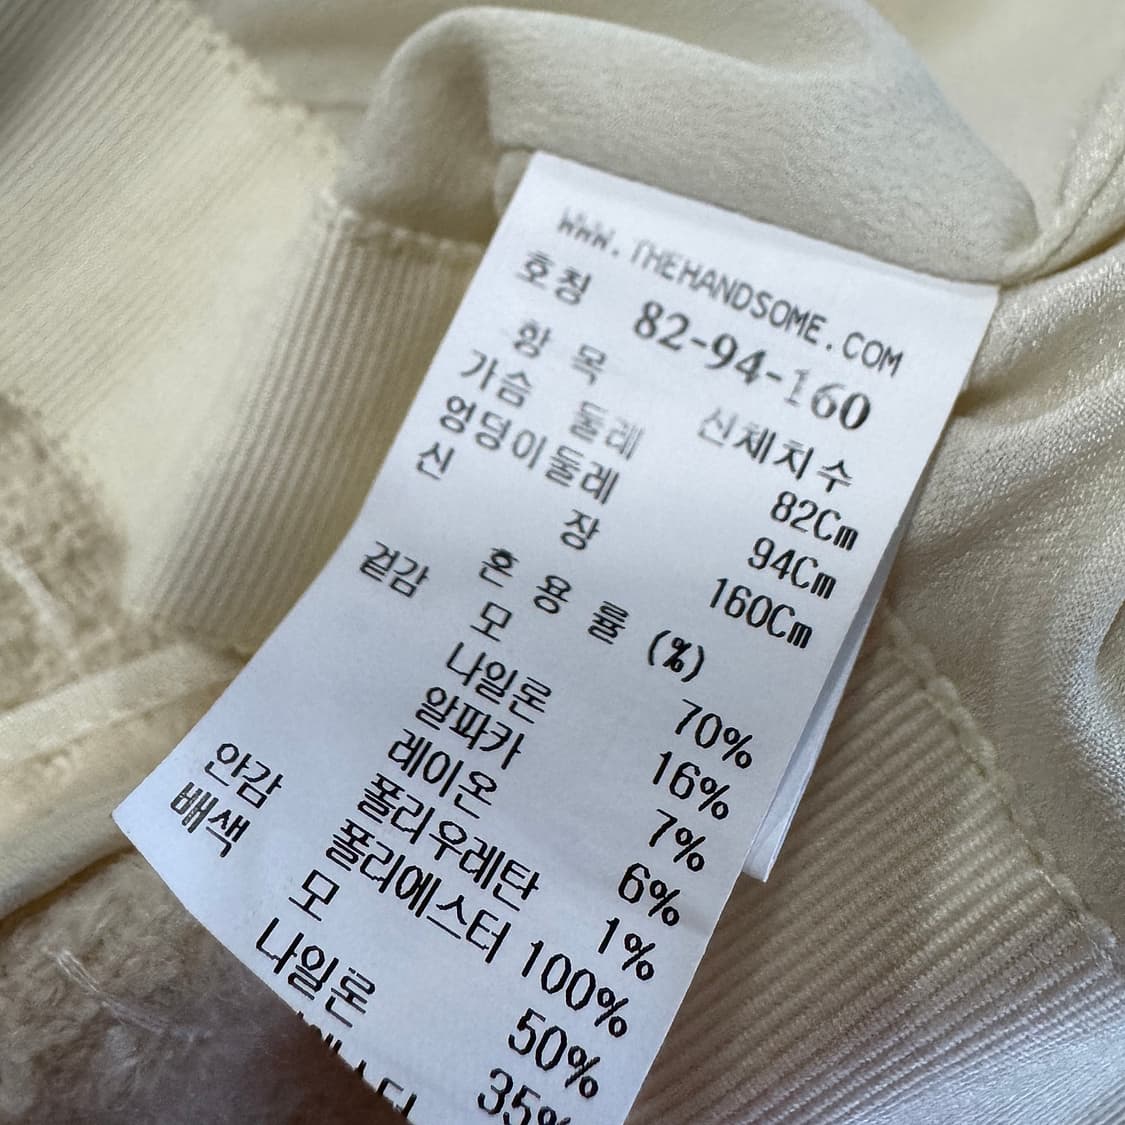 WWW.THEHANDSOME.COM
호칭 82-94-160
항 목 신체치수
가슴 둘레 82Cm
엉덩이둘레 94Cm
신 장 160Cm
혼 용 률 (%)
겉감 모 70%
나일론 16%
알파카 7%
레이온 6%
폴리우레탄 1%
안감 폴리에스터 100%
배색 모 50%
나일론 35%